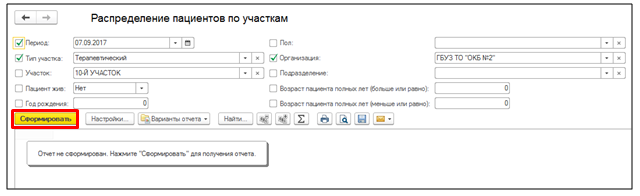 Распределение пациентов по участкам
Период: 07.09.2017 Пол:
Тип участка: Терапевтический Организация: ГБУЗ ТО "ОКБ №2"
Участок: 10-Й УЧАСТОК Подразделение:
Пациент жив: Нет Возраст пациента полных лет (больше или равно): 0
Год рождения: 0 Возраст пациента полных лет (меньше или равно): 0
Сформировать Настройки... Варианты отчета Найти... Σ
Отчет не сформирован. Нажмите "Сформировать" для получения отчета.